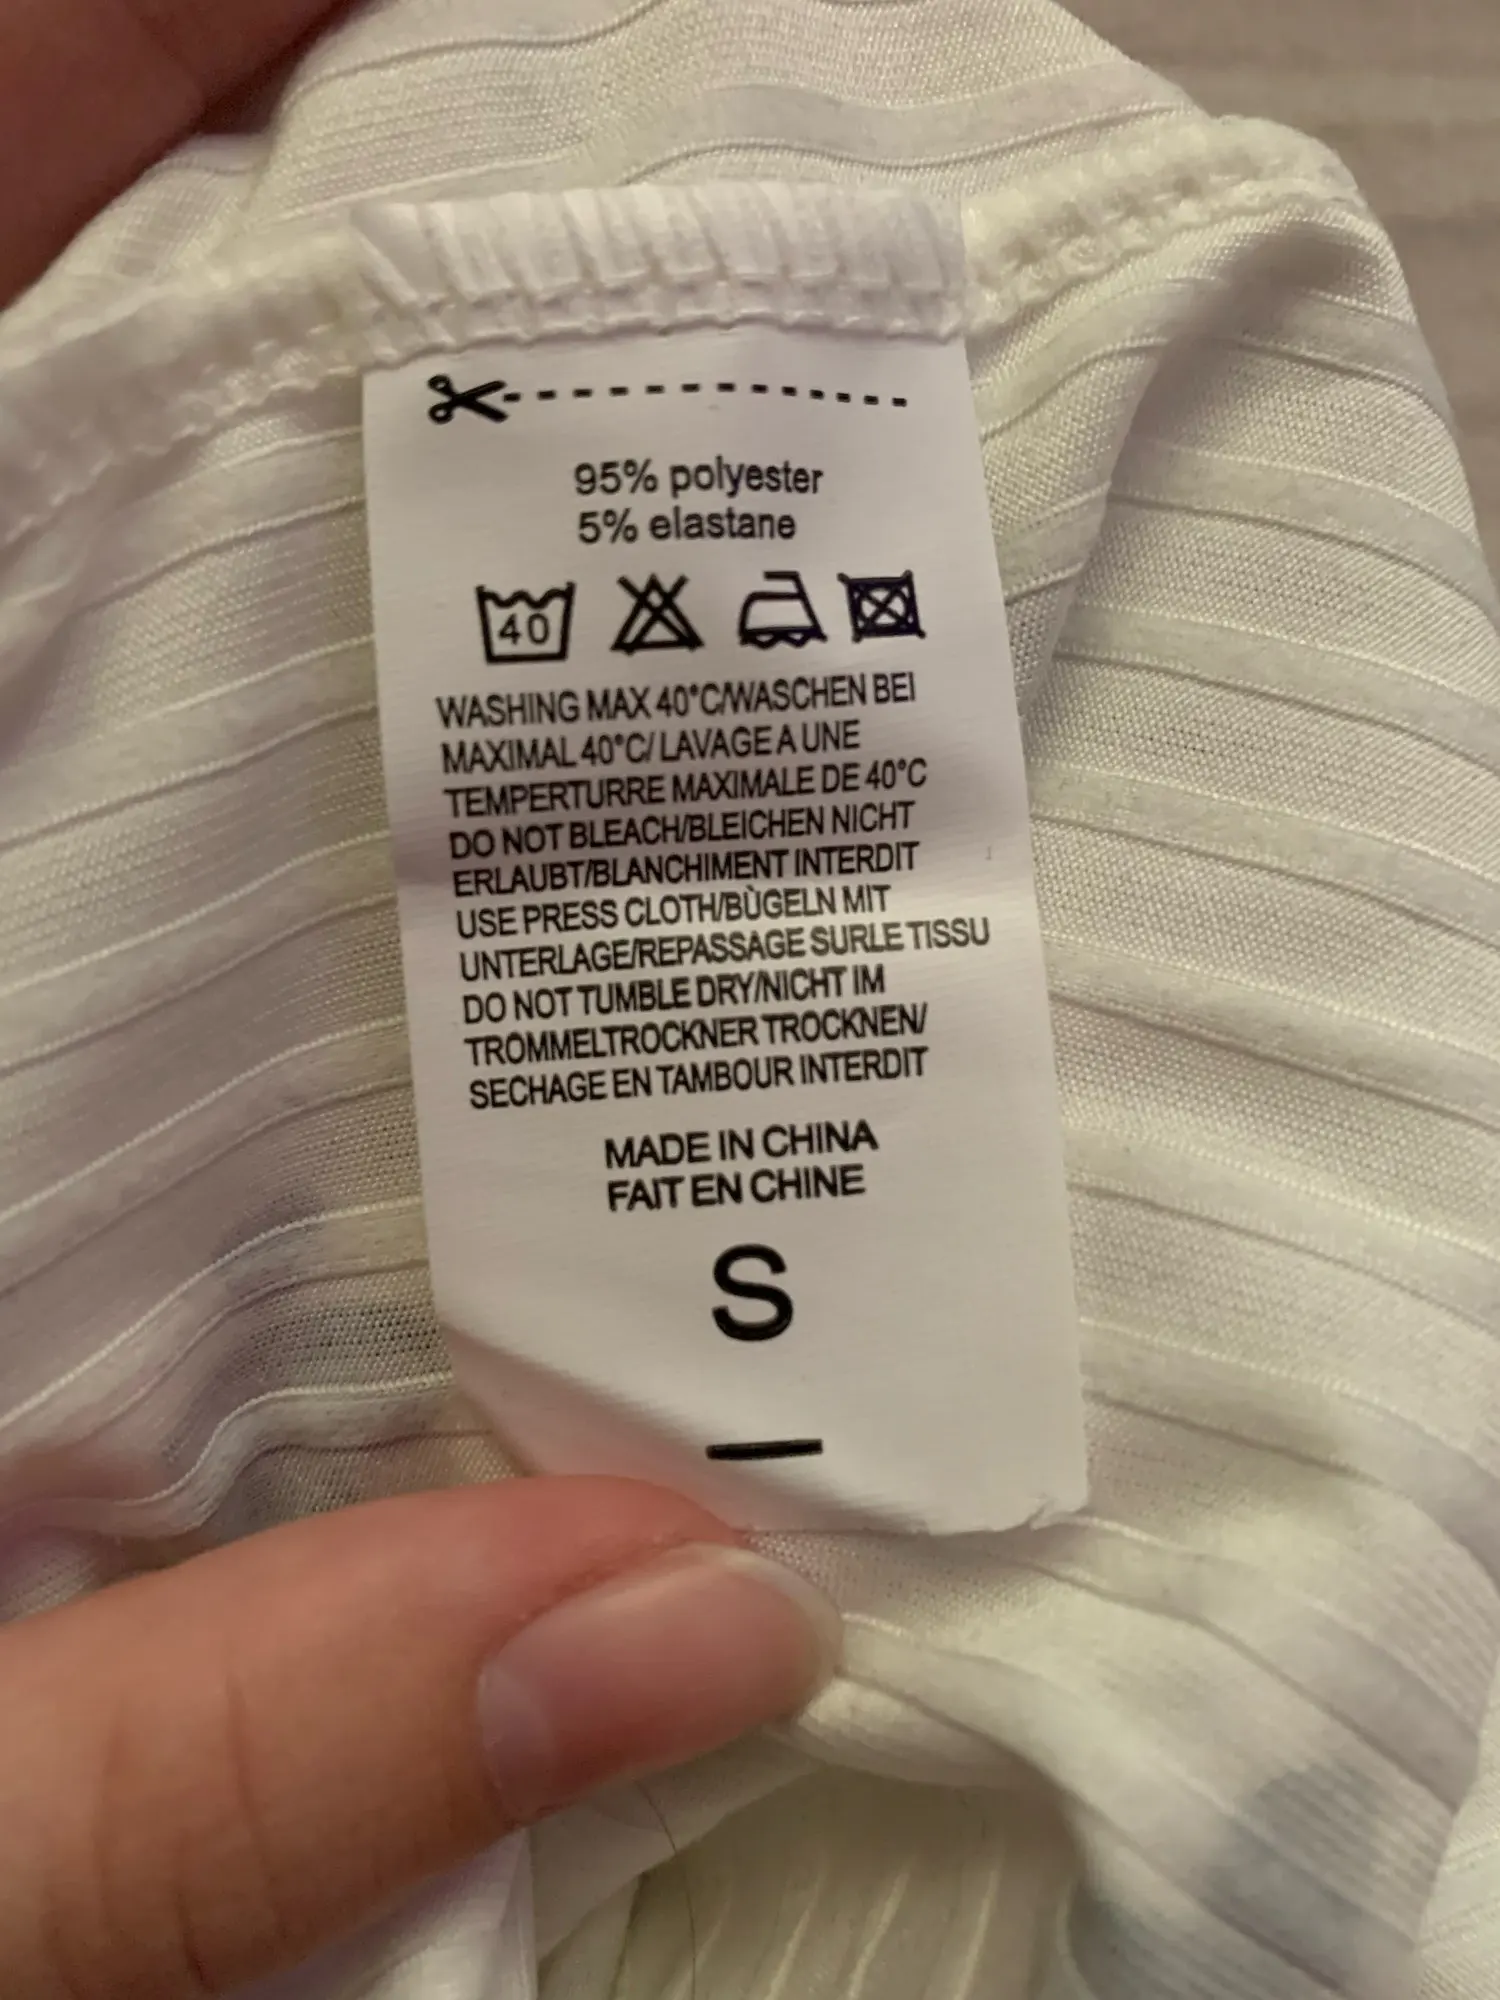 95% polyester
5% elastane
40
WASHING MAX 40°C/WASCHEN BEI
MAXIMAL 40°C/ LAVAGE A UNE
TEMPERTURRE MAXIMALE DE 40°C
DO NOT BLEACH/BLEICHEN NICHT
ERLAUBT/BLANCHIMENT INTERDIT
USE PRESS CLOTH/BÙGELN MIT
UNTERLAGE/REPASSAGE SURLE TISSU
DO NOT TUMBLE DRY/NICHT IM
TROMMELTROCKNER TROCKNEN/
SECHAGE EN TAMBOUR INTERDIT
MADE IN CHINA
FAIT EN CHINE
S